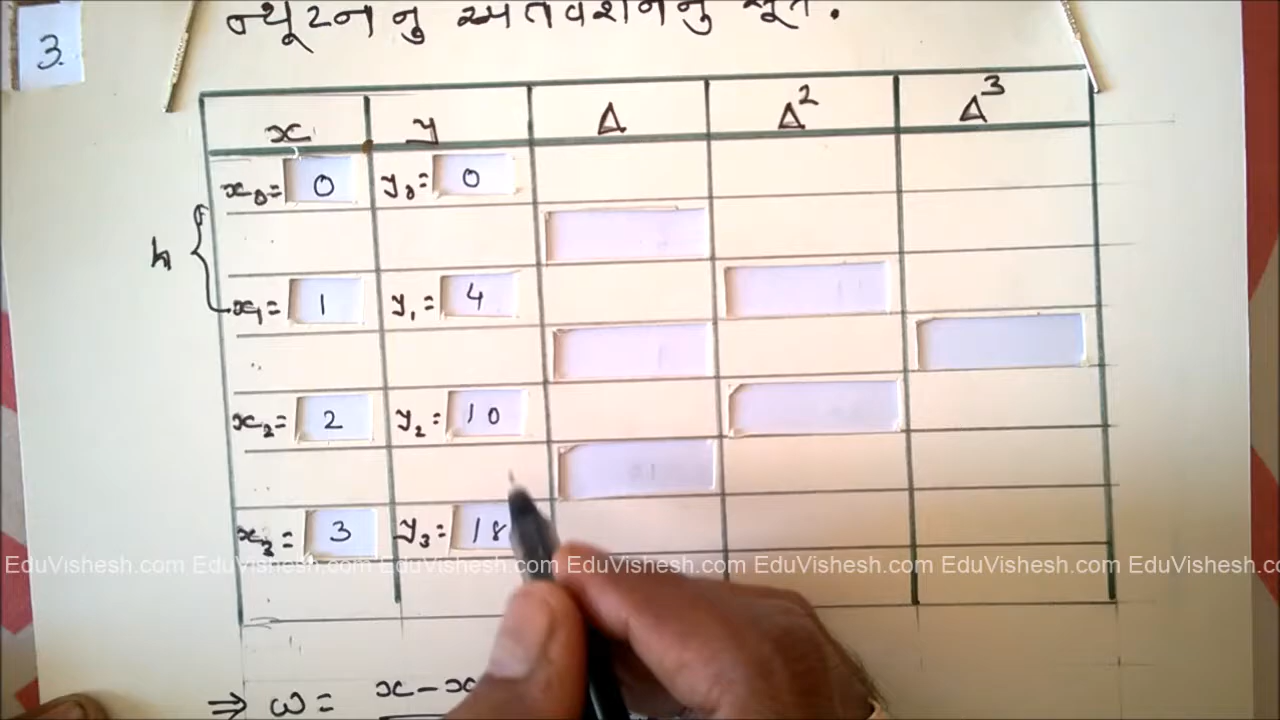 ન્યૂટનનુ અંતર્વેશનનુ સૂત્ર.
3.
x y Δ Δ² Δ³
x₀= 0 y₀= 0
h
x₁= 1 y₁= 4
x₂= 2 y₂= 10
x₃= 3 y₃= 18
EduVishesh.com EduVishesh.com EduVishesh.com EduVishesh.com EduVishesh.com EduVishesh.com EduVishesh.com
⇒ ω = x - x